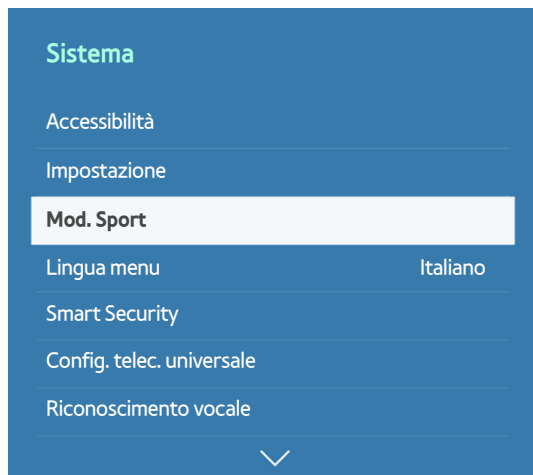 Sistema
Accessibilità
Impostazione
Mod. Sport
Lingua menu Italiano
Smart Security
Config. telec. universale
Riconoscimento vocale